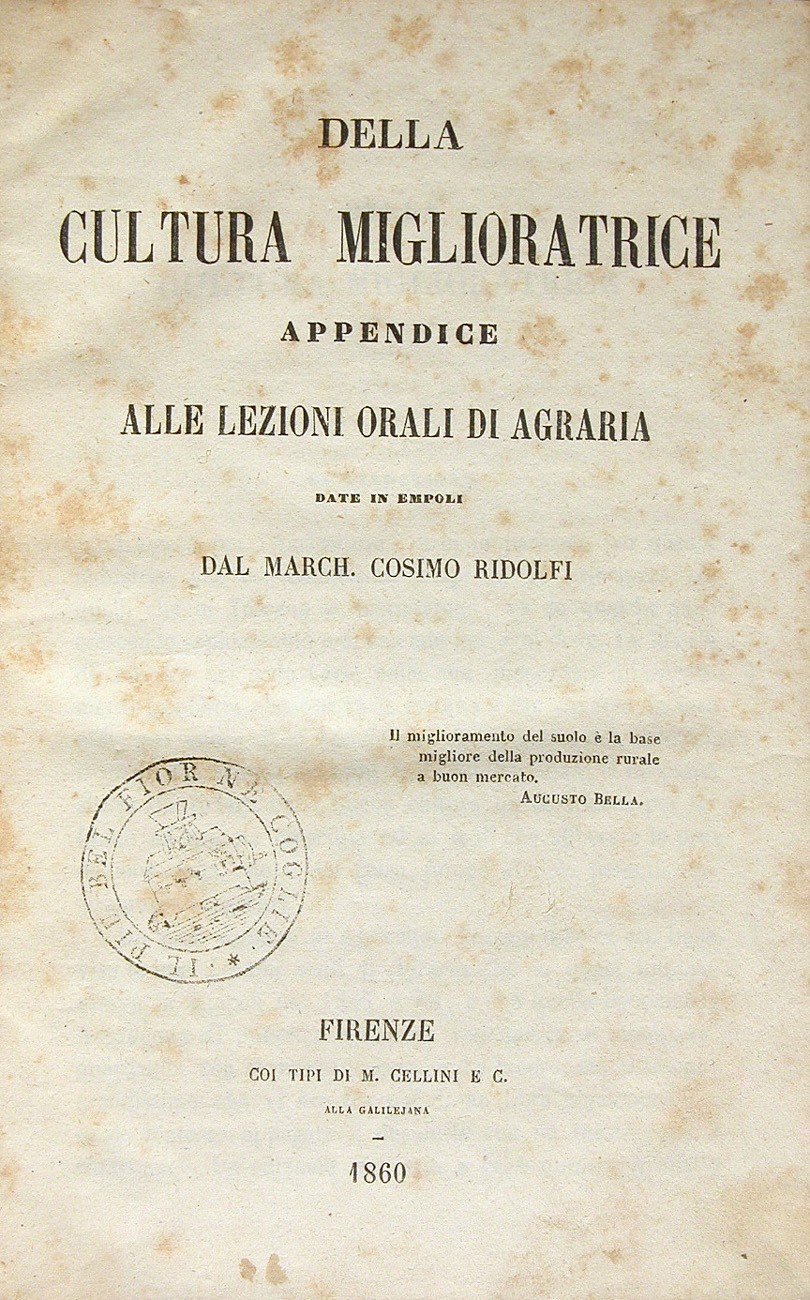 DELLA
CULTURA MIGLIORATRICE
APPENDICE
ALLE LEZIONI ORALI DI AGRARIA
DATE IN EMPOLI
DAL MARCH. COSIMO RIDOLFI
Il miglioramento del suolo è la base
migliore della produzione rurale
a buon mercato.
AUGUSTO BELLA.
IL PIU BEL FIOR NE COGLIE *
FIRENZE
COI TIPI DI M. CELLINI E C.
ALLA GALILEJANA
–
1860